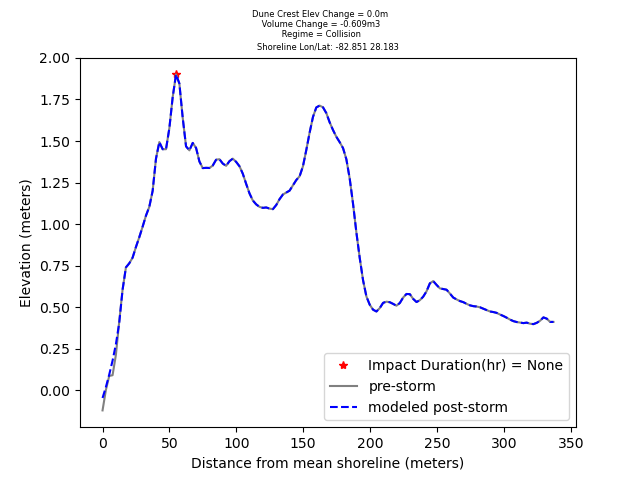 Dune Crest Elev Change = 0.0m
Volume Change = -0.609m3
Regime = Collision
Shoreline Lon/Lat: -82.851 28.183
2.00
1.75
1.50
1.25
1.00
0.75
0.50
0.25
0.00
Elevation (meters)
Impact Duration(hr) = None
pre-storm
modeled post-storm
0 50 100 150 200 250 300 350
Distance from mean shoreline (meters)